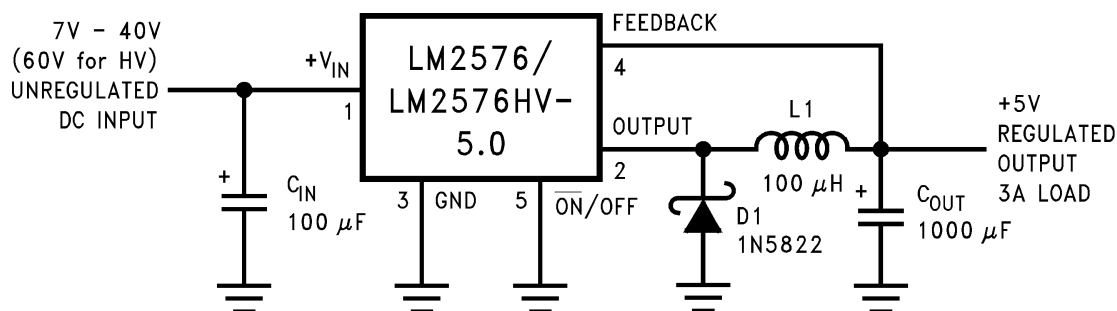 7V – 40V
(60V for HV)
UNREGULATED
DC INPUT
+VIN
1
CIN
100 μF
+
LM2576/
LM2576HV–
5.0
3
GND
5
ON/OFF
FEEDBACK
4
OUTPUT
2
L1
100 μH
D1
1N5822
+
COUT
1000 μF
+5V
REGULATED
OUTPUT
3A LOAD